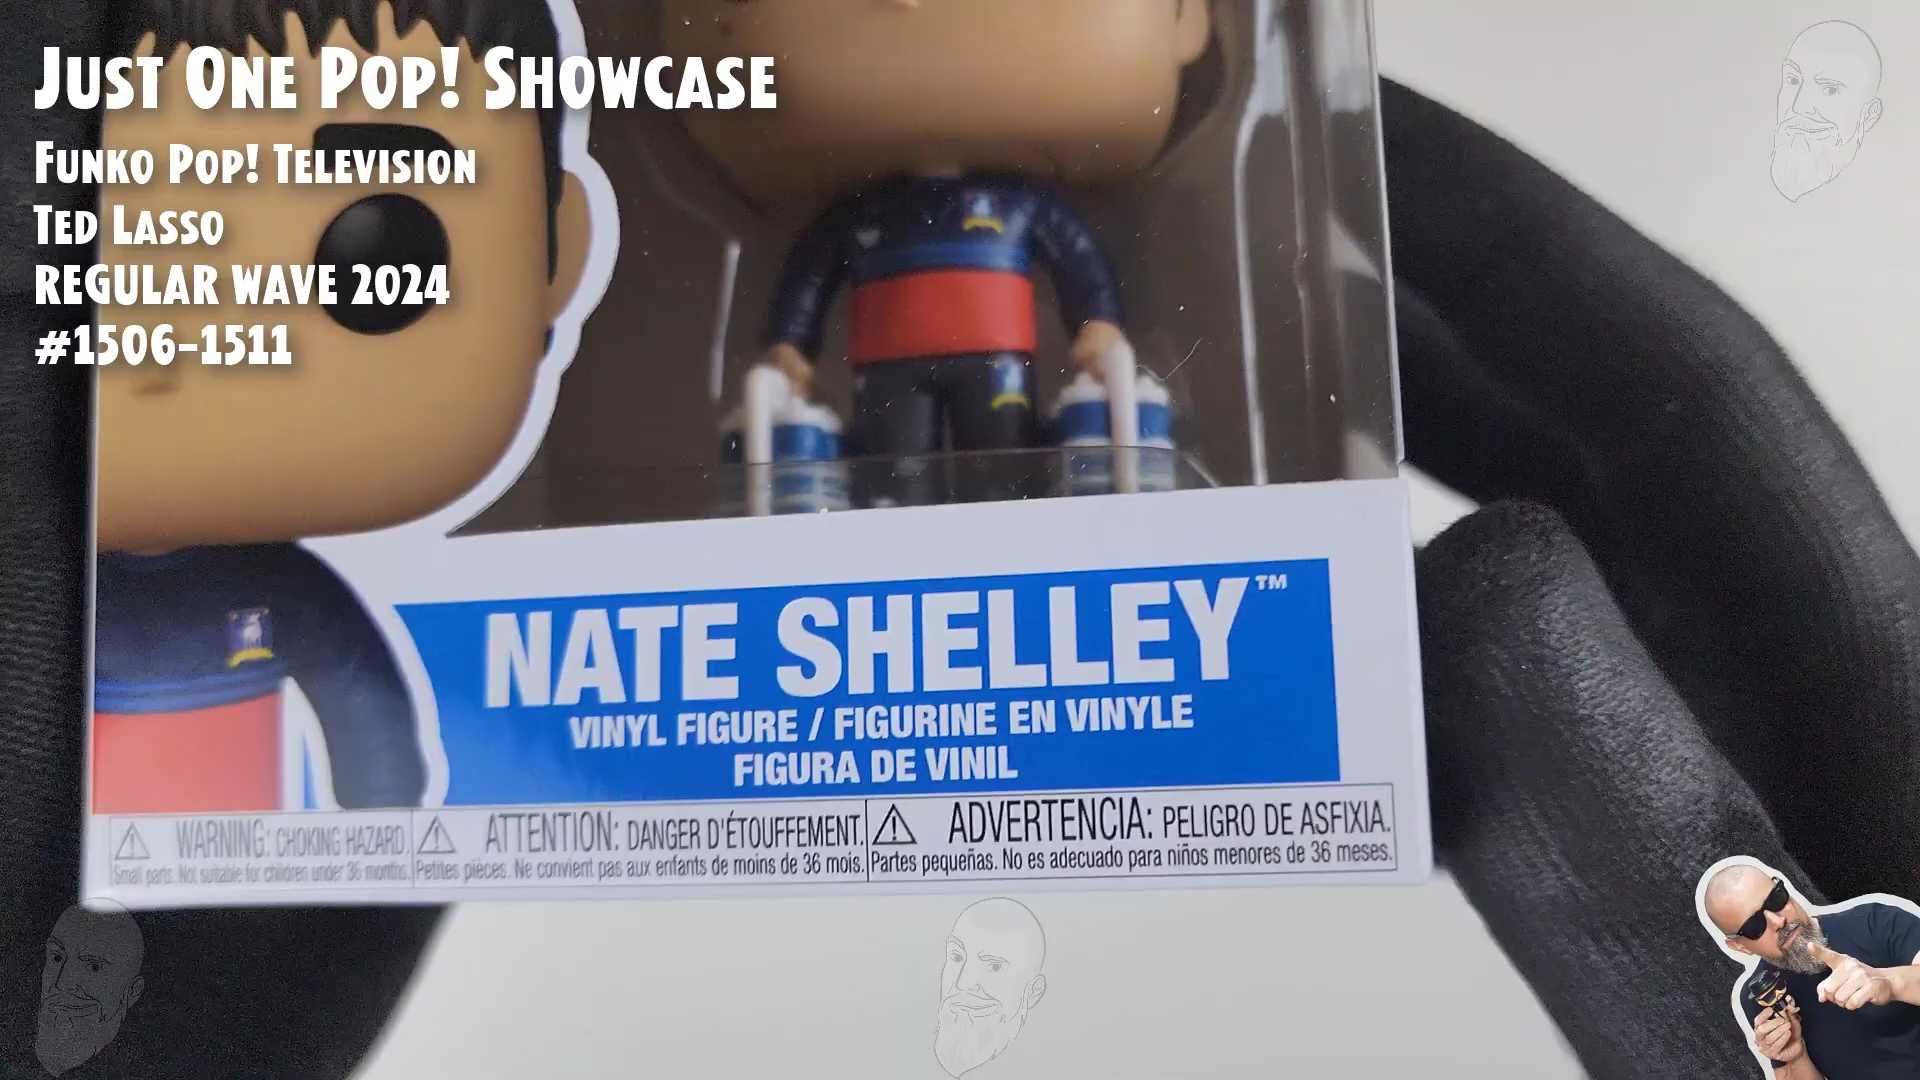 Just One Pop! Showcase
Funko Pop! Television
Ted Lasso
REGULAR WAVE 2024
#1506-1511
NATE SHELLEY™
VINYL FIGURE / FIGURINE EN VINYLE
FIGURA DE VINIL
WARNING: CHOKING HAZARD.
Small parts. Not suitable for children under 36 months.
ATTENTION: DANGER D'ÉTOUFFEMENT.
Petites pièces. Ne convient pas aux enfants de moins de 36 mois.
ADVERTENCIA: PELIGRO DE ASFIXIA.
Partes pequeñas. No es adecuado para niños menores de 36 meses.